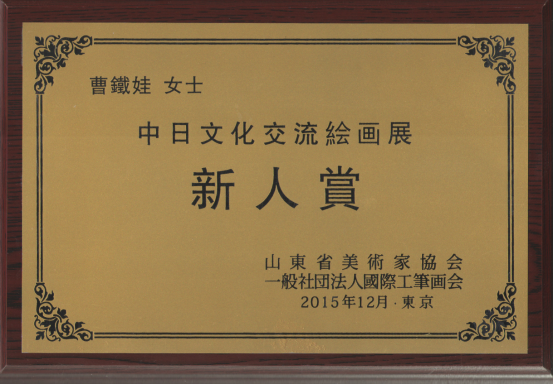 曹鐵娃 女士
中日文化交流絵画展
新人賞
山東省美術家協会
一般社団法人國際工筆画会
2015年12月・東京